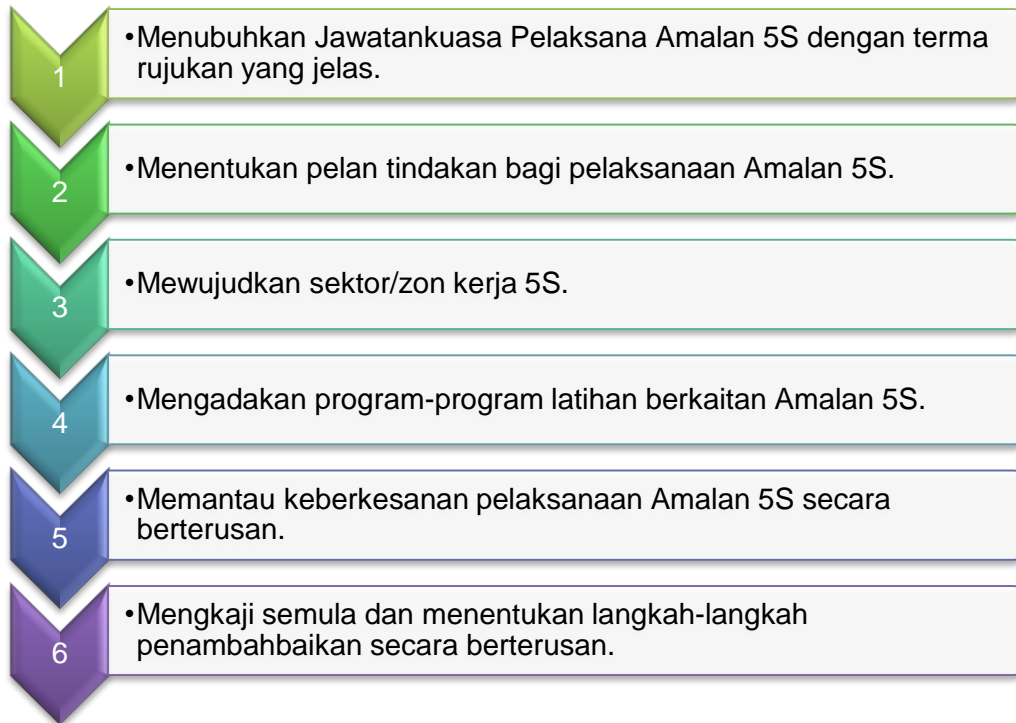 1
•Menubuhkan Jawatankuasa Pelaksana Amalan 5S dengan terma
rujukan yang jelas.
2
•Menentukan pelan tindakan bagi pelaksanaan Amalan 5S.
3
•Mewujudkan sektor/zon kerja 5S.
4
•Mengadakan program-program latihan berkaitan Amalan 5S.
5
•Memantau keberkesanan pelaksanaan Amalan 5S secara
berterusan.
6
•Mengkaji semula dan menentukan langkah-langkah
penambahbaikan secara berterusan.